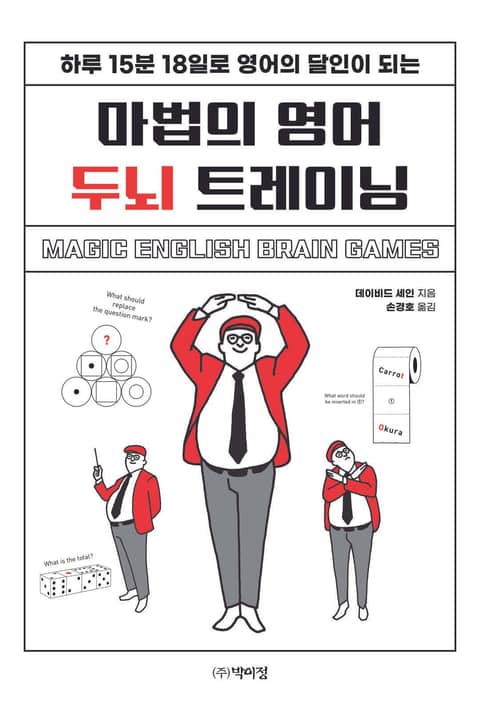 하루 15분 18일로 영어의 달인이 되는
마법의 영어
두뇌 트레이닝
MAGIC ENGLISH BRAIN GAMES
데이비드 세인 지음
손경호 옮김
What should
replace
the question mark?
?
Carrot
What word should
be inserted in ①?
①
Okura
What is the total?
(주)박이정